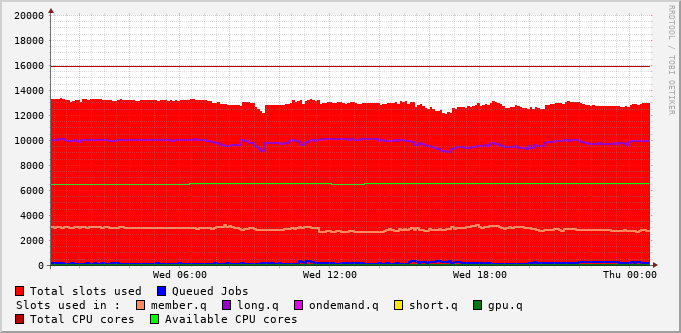 RRDTOOL / TOBI OETIKER
20000
18000
16000
14000
12000
10000
8000
6000
4000
2000
0
Wed 06:00 Wed 12:00 Wed 18:00 Thu 00:00
Total slots used Queued Jobs
Slots used in : member.q long.q ondemand.q short.q gpu.q
Total CPU cores Available CPU cores